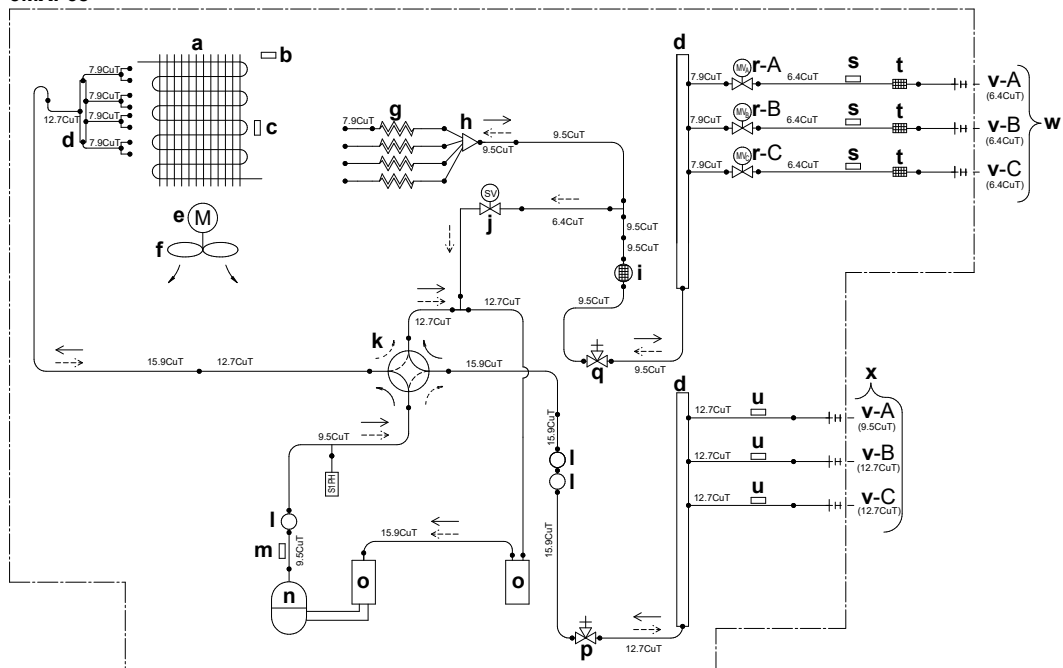 a
b
7.9CuT
7.9CuT
7.9CuT
7.9CuT
12.7CuT
d
c
e M
f
g
7.9CuT
h
9.5CuT
9.5CuT
SV
j
6.4CuT
9.5CuT
9.5CuT
i
9.5CuT
q
9.5CuT
d
7.9CuT
r-A
6.4CuT
s
t
v-A
(6.4CuT)
7.9CuT
r-B
6.4CuT
s
t
v-B
(6.4CuT)
7.9CuT
r-C
6.4CuT
s
t
v-C
(6.4CuT)
w
12.7CuT
12.7CuT
k
15.9CuT
12.7CuT
15.9CuT
9.5CuT
S1PH
l
m
9.5CuT
n
o
15.9CuT
o
15.9CuT
l
l
15.9CuT
p
12.7CuT
d
x
12.7CuT
u
v-A
(9.5CuT)
12.7CuT
u
v-B
(12.7CuT)
12.7CuT
u
v-C
(12.7CuT)